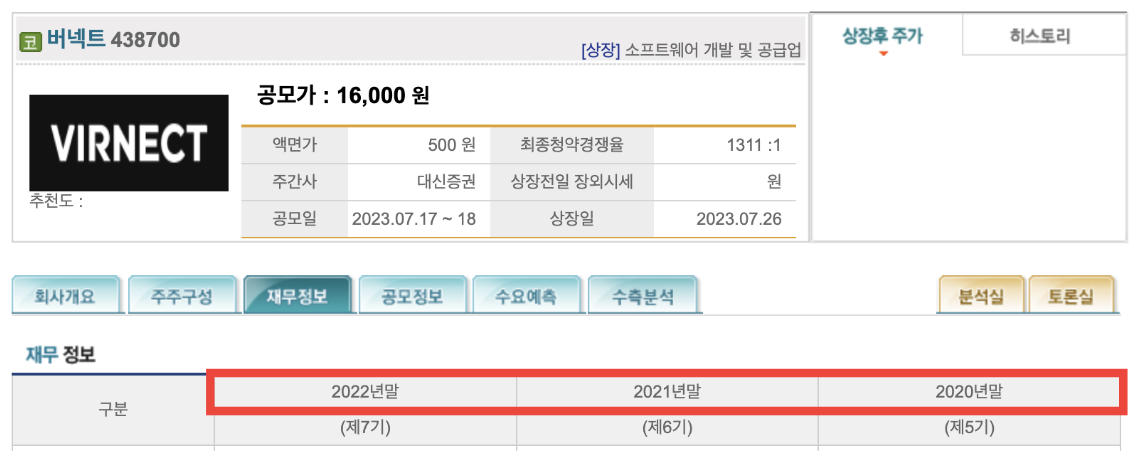 코 버넥트 438700
[상장] 소프트웨어 개발 및 공급업
상장후 주가
히스토리
VIRNECT
추천도 :
공모가 : 16,000 원
액면가 500 원 최종청약경쟁율 1311 :1
주간사 대신증권 상장전일 장외시세 원
공모일 2023.07.17 ~ 18 상장일 2023.07.26
회사개요 주주구성 재무정보 공모정보 수요예측 수측분석 분석실 토론실
재무 정보
구분 2022년말 2021년말 2020년말
(제7기) (제6기) (제5기)